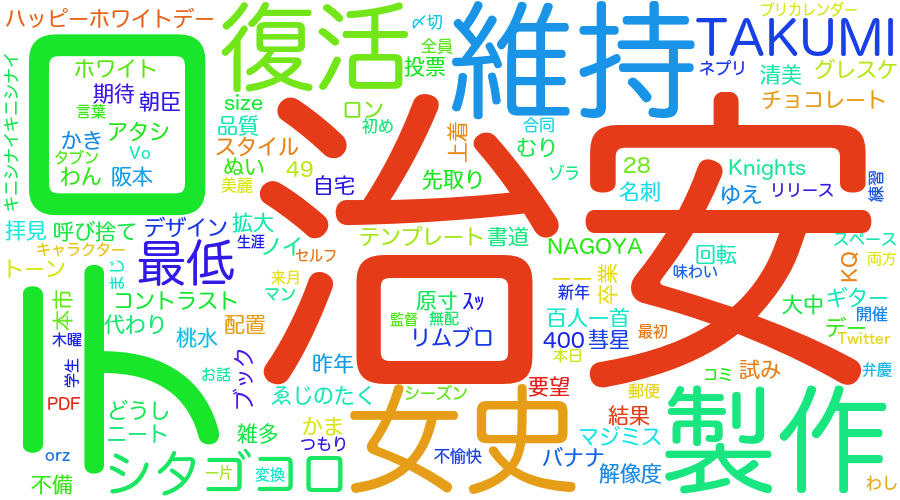 ハッピーホワイトデー
復活
〆切
全員
投票
維持
プリカレンダー
TAKUMI
ネプリ
清美
グレスケ
チョコレート
キニシナイキニシナイ
ロ
ホワイト
期待
朝臣
言葉
アタシ
かき
Vo
タブン
わん
阪本
size
品質
ロン
初め
スタイル
ぬい
49
美麗
自宅
治
上着
先取り
合同
むり
ゾラ
安
28
名刺
Knights
ゆえ
リリース
練習
拝見
呼び捨て
デザイン
拡大
生涯
ノイ
セルフ
テンプレート
書道
NAGOYA
回転
味わい
スペース
KQ
両方
キャラクター
トーン
まじ
最低
来月
マン
一一
新年
卒業
大中
ギター
開催
デー
Twitter
本市
コントラスト
代わり
配置
桃水
木曜
学生
原寸
スッ
監督
無配
リムブロ
百人一首
400
彗星
本日
最初
ト
お話
ブック
昨年
ゑじのたく
シーズン
要望
郵便
コミ
試み
弁慶
PDF
どうし
ニート
雑多
かま
つもり
女史
不愉快
結果
マジミス
バナナ
解像度
製作
orz
不備
シタゴコロ
一片
変換
わし